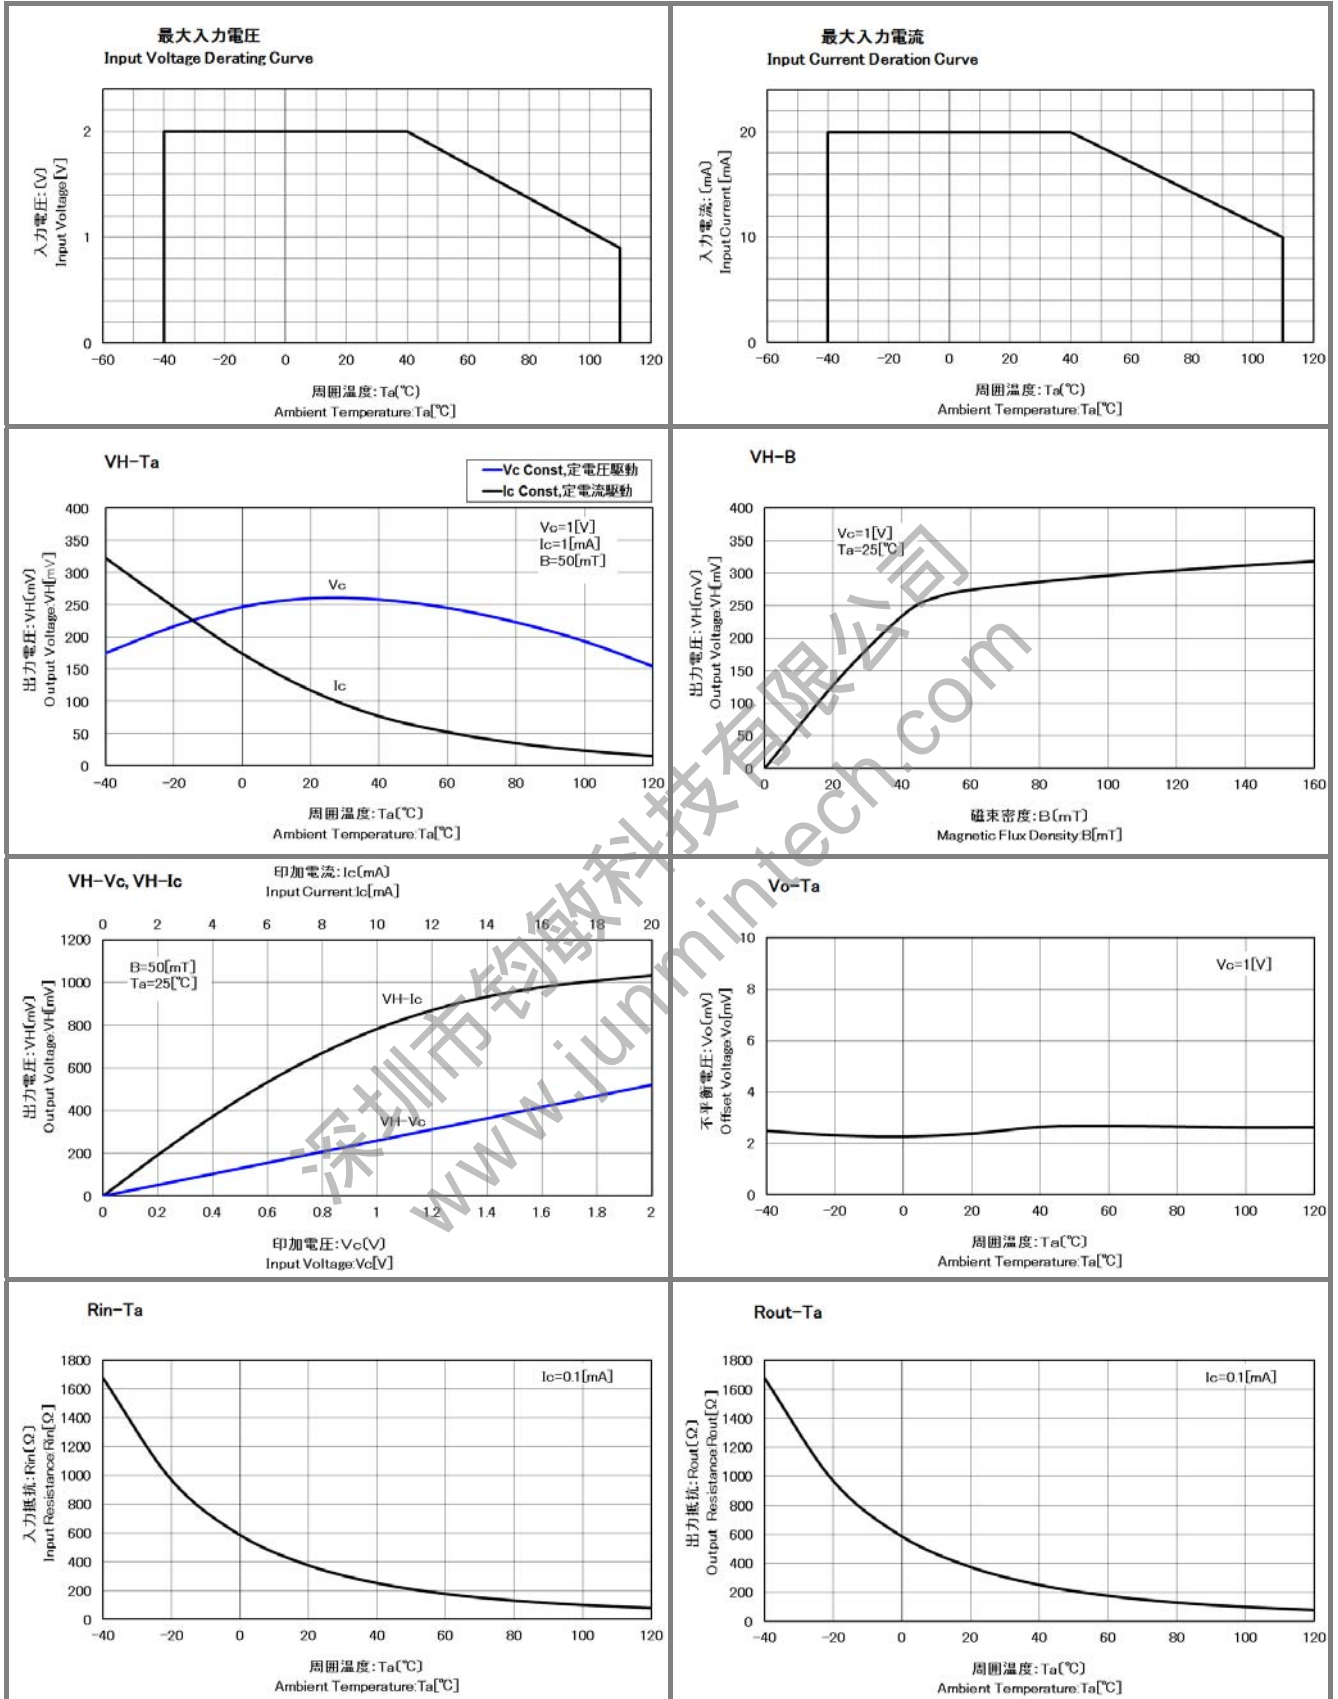 最大入力電圧
Input Voltage Derating Curve
入力電圧:(V)
Input Voltage[V]
2
1
0
-60 -40 -20 0 20 40 60 80 100 120
周囲温度:Ta(℃)
Ambient Temperature:Ta[℃]
最大入力電流
Input Current Deration Curve
入力電流:(mA)
Input Current [mA]
20
10
0
-60 -40 -20 0 20 40 60 80 100 120
周囲温度:Ta(℃)
Ambient Temperature:Ta[℃]
VH-Ta
Vc Const,定電圧駆動
Ic Const,定電流駆動
出力電圧:VH(mV)
Output Voltage:VH[mV]
400
350
300
250
200
150
100
50
0
Vc=1[V]
Ic=1[mA]
B=50[mT]
Vc
Ic
-40 -20 0 20 40 60 80 100 120
周囲温度:Ta(℃)
Ambient Temperature:Ta[℃]
VH-B
出力電圧:VH(mV)
Output Voltage:VH[mV]
400
350
300
250
200
150
100
50
0
Vc=1[V]
Ta=25[℃]
0 20 40 60 80 100 120 140 160
磁束密度:B(mT)
Magnetic Flux Density:B[mT]
VH-Vc, VH-Ic
印加電流:Ic(mA)
Input Current:Ic[mA]
0 2 4 6 8 10 12 14 16 18 20
出力電圧:VH(mV)
Output Voltage:VH[mV]
1200
1000
800
600
400
200
0
B=50[mT]
Ta=25[℃]
VH-Ic
VH-Vc
0 0.2 0.4 0.6 0.8 1 1.2 1.4 1.6 1.8 2
印加電圧:Vc(V)
Input Voltage:Vc[V]
Vo-Ta
不平衡電圧:Vo(mV)
Offset Voltage:Vo[mV]
10
8
6
4
2
0
Vc=1[V]
-40 -20 0 20 40 60 80 100 120
周囲温度:Ta(℃)
Ambient Temperature:Ta[℃]
Rin-Ta
入力抵抗:Rin(Ω)
Input Resistance:Rin[Ω]
1800
1600
1400
1200
1000
800
600
400
200
0
Ic=0.1[mA]
-40 -20 0 20 40 60 80 100 120
周囲温度:Ta(℃)
Ambient Temperature:Ta[℃]
Rout-Ta
出力抵抗:Rout(Ω)
Output Resistance:Rout[Ω]
1800
1600
1400
1200
1000
800
600
400
200
0
Ic=0.1[mA]
-40 -20 0 20 40 60 80 100 120
周囲温度:Ta(℃)
Ambient Temperature:Ta[℃]
深圳市钧敏科技有限公司
www.junmintech.com